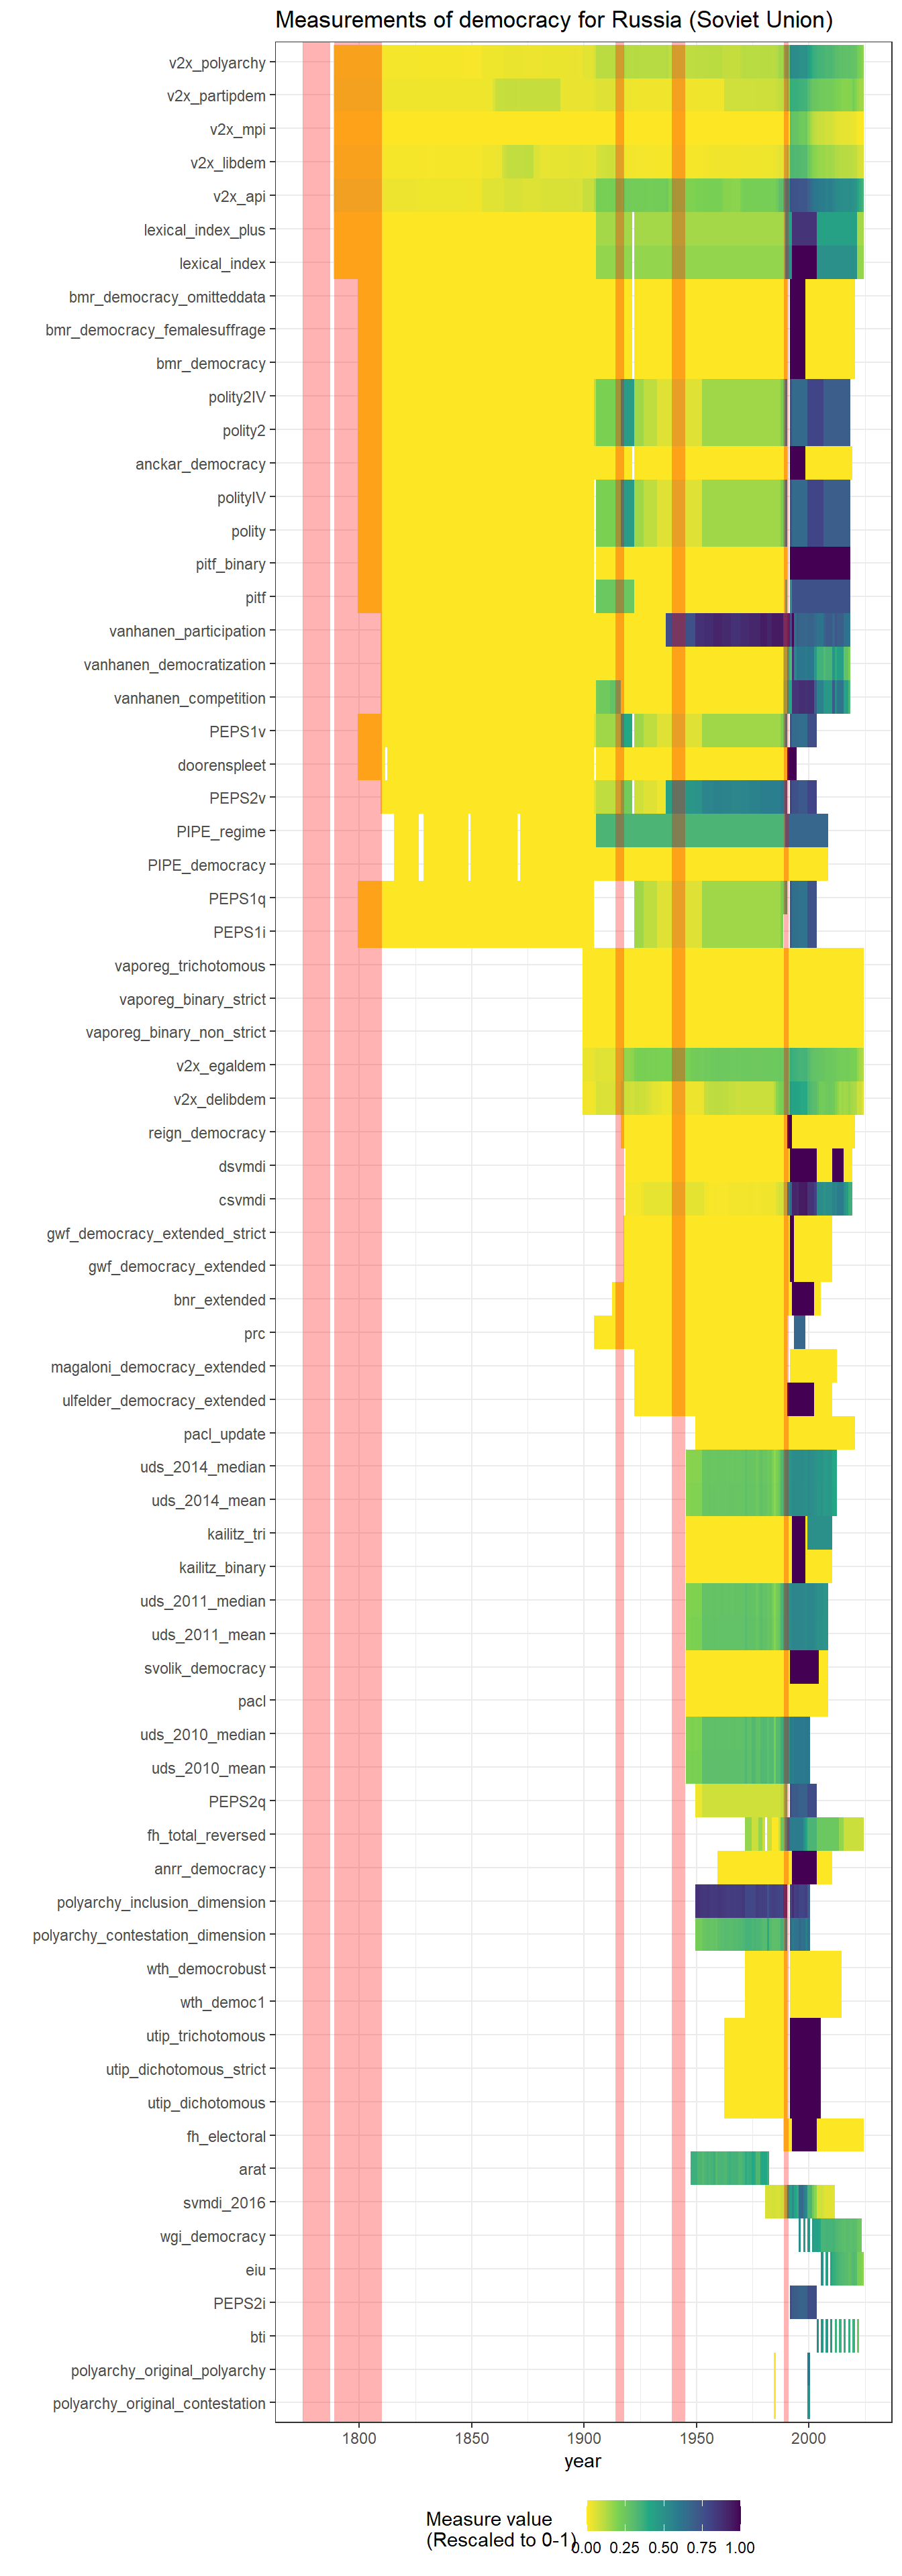 Measurements of democracy for Russia (Soviet Union)
v2x_polyarchy
v2x_partipdem
v2x_mpi
v2x_libdem
v2x_api
lexical_index_plus
lexical_index
bmr_democracy_omitteddata
bmr_democracy_femalesuffrage
bmr_democracy
polity2IV
polity2
anckar_democracy
polityIV
polity
pitf_binary
pitf
vanhanen_participation
vanhanen_democratization
vanhanen_competition
PEPS1v
doorenspleet
PEPS2v
PIPE_regime
PIPE_democracy
PEPS1q
PEPS1i
vaporeg_trichotomous
vaporeg_binary_strict
vaporeg_binary_non_strict
v2x_egaldem
v2x_delibdem
reign_democracy
dsvmdi
csvmdi
gwf_democracy_extended_strict
gwf_democracy_extended
bnr_extended
prc
magaloni_democracy_extended
ulfelder_democracy_extended
pacl_update
uds_2014_median
uds_2014_mean
kailitz_tri
kailitz_binary
uds_2011_median
uds_2011_mean
svolik_democracy
pacl
uds_2010_median
uds_2010_mean
PEPS2q
fh_total_reversed
anrr_democracy
polyarchy_inclusion_dimension
polyarchy_contestation_dimension
wth_democrobust
wth_democ1
utip_trichotomous
utip_dichotomous_strict
utip_dichotomous
fh_electoral
arat
svmdi_2016
wgi_democracy
eiu
PEPS2i
bti
polyarchy_original_polyarchy
polyarchy_original_contestation
1800 1850 1900 1950 2000
year
Measure value
(Rescaled to 0-1)
0.00 0.25 0.50 0.75 1.00